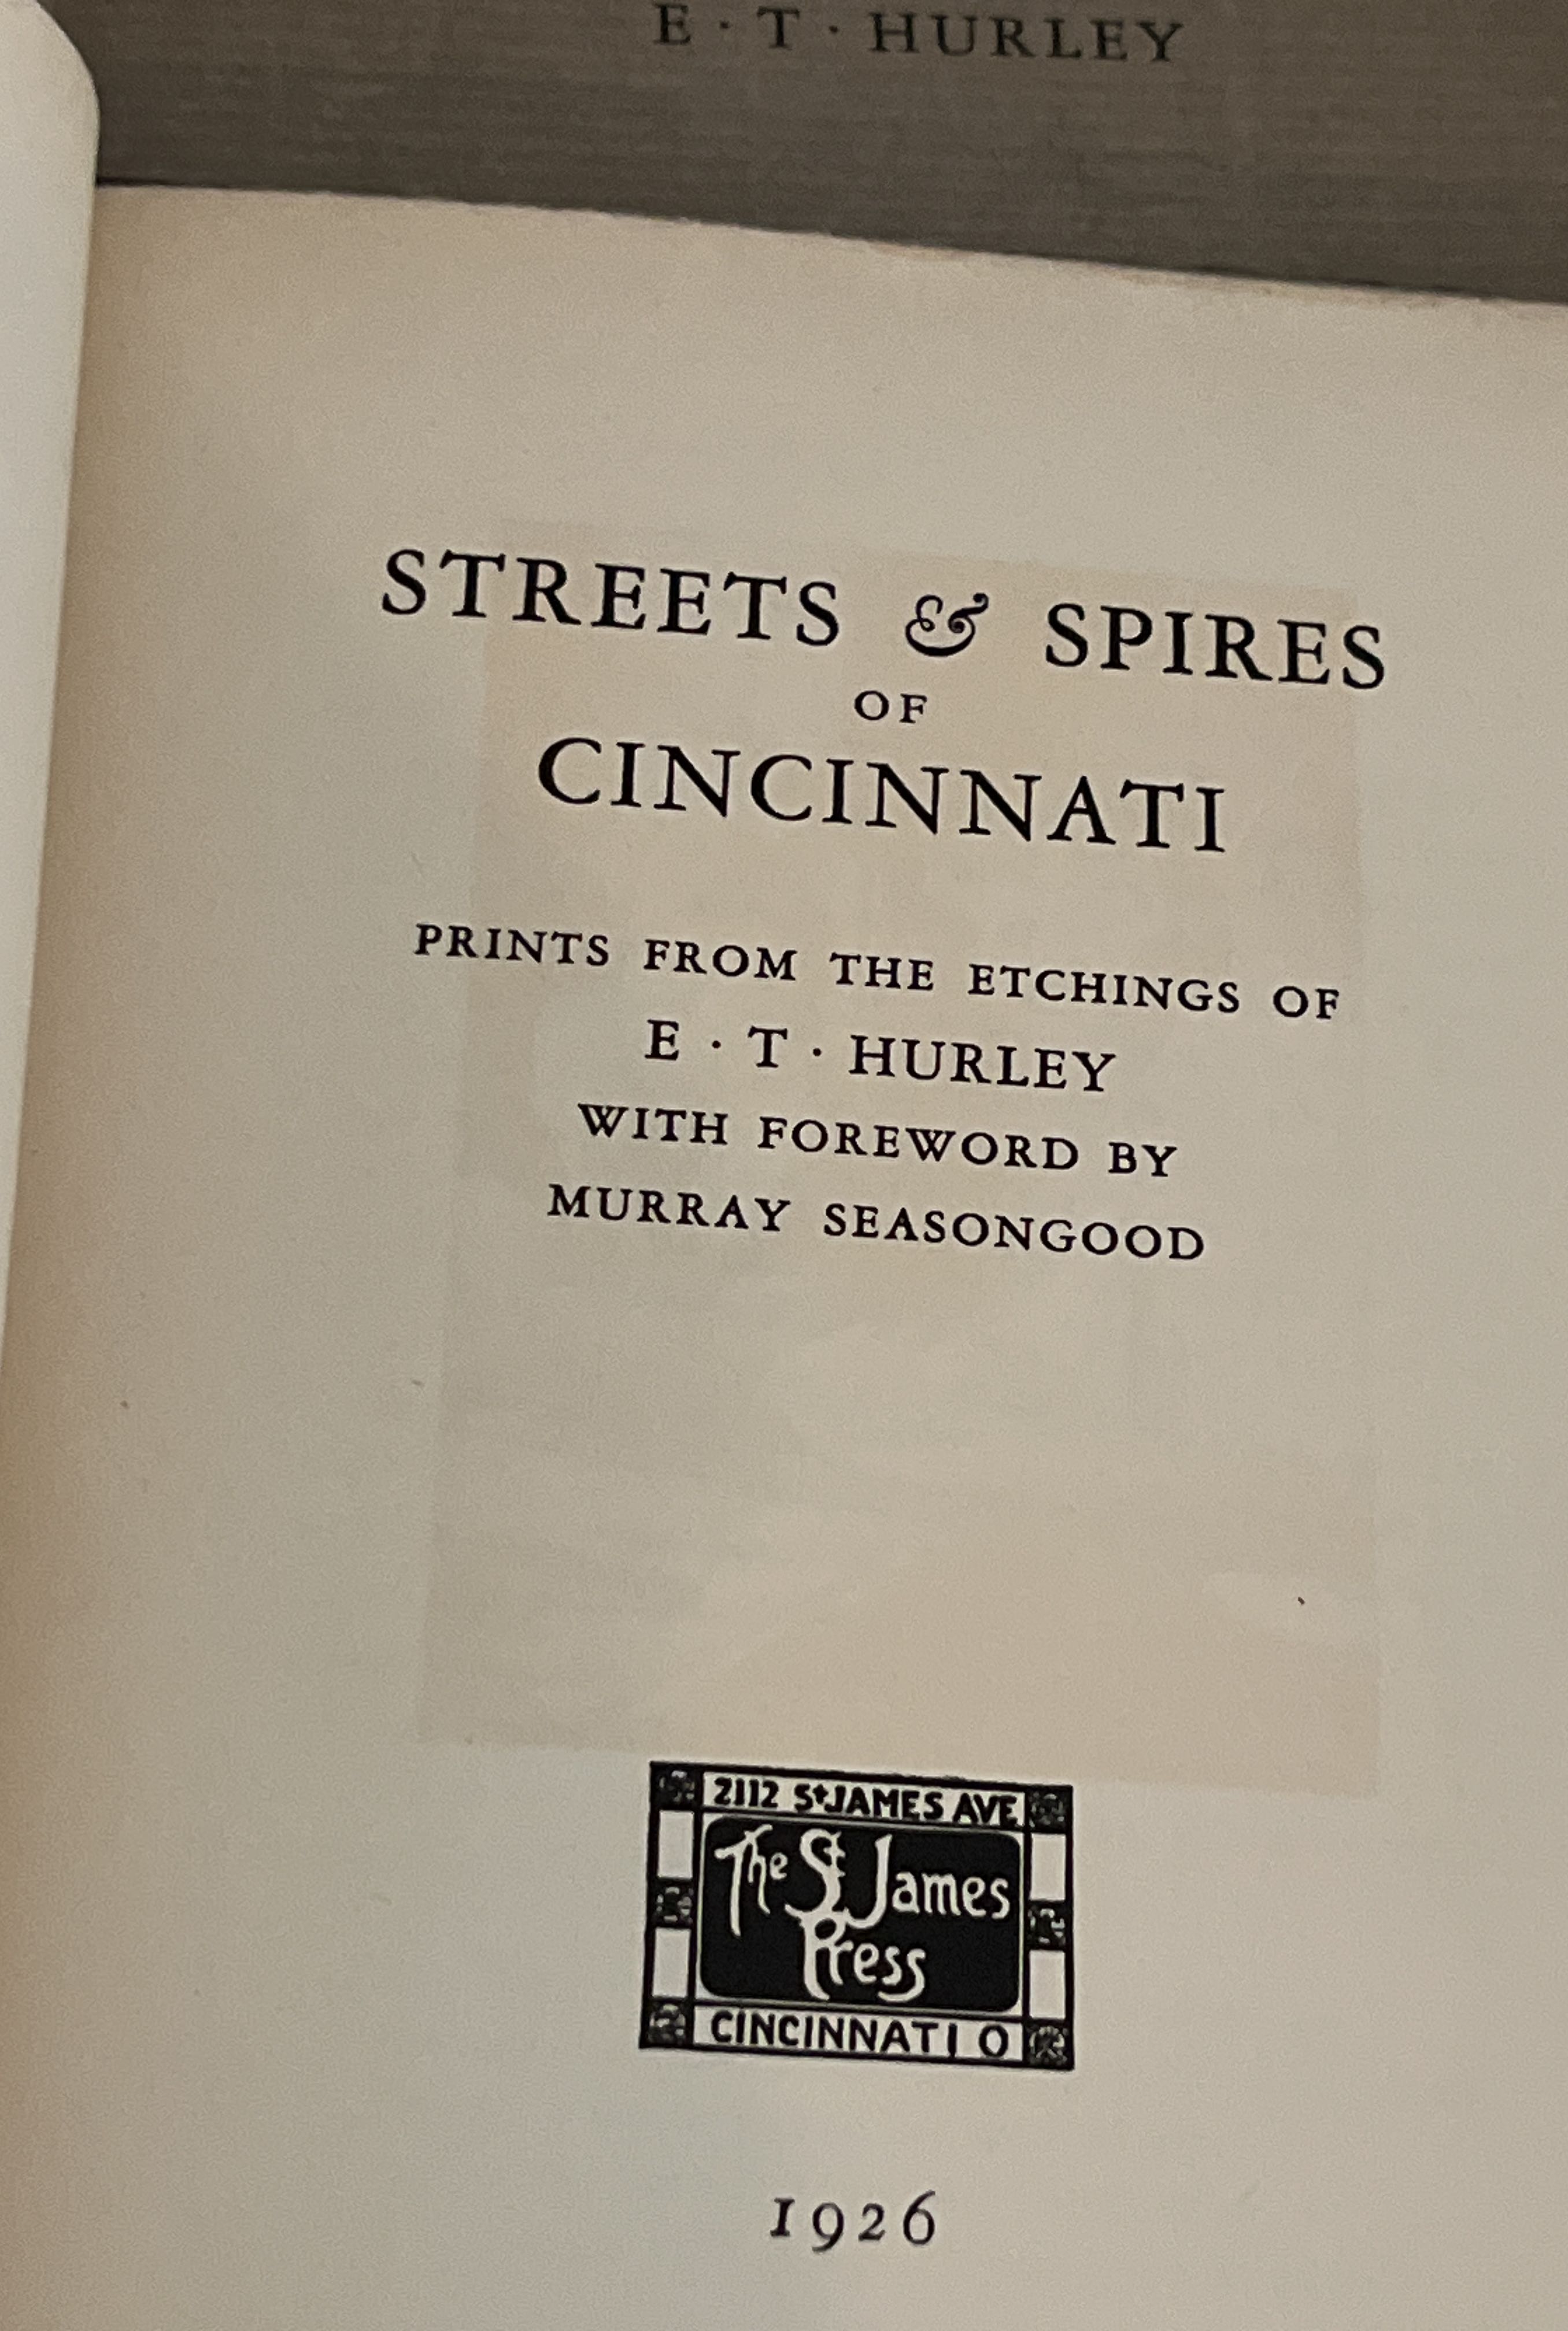 E · T · HURLEY
STREETS & SPIRES
OF
CINCINNATI
PRINTS FROM THE ETCHINGS OF
E · T · HURLEY
WITH FOREWORD BY
MURRAY SEASONGOOD
2112 St JAMES AVE
The St James
Press
CINCINNATI O
1926